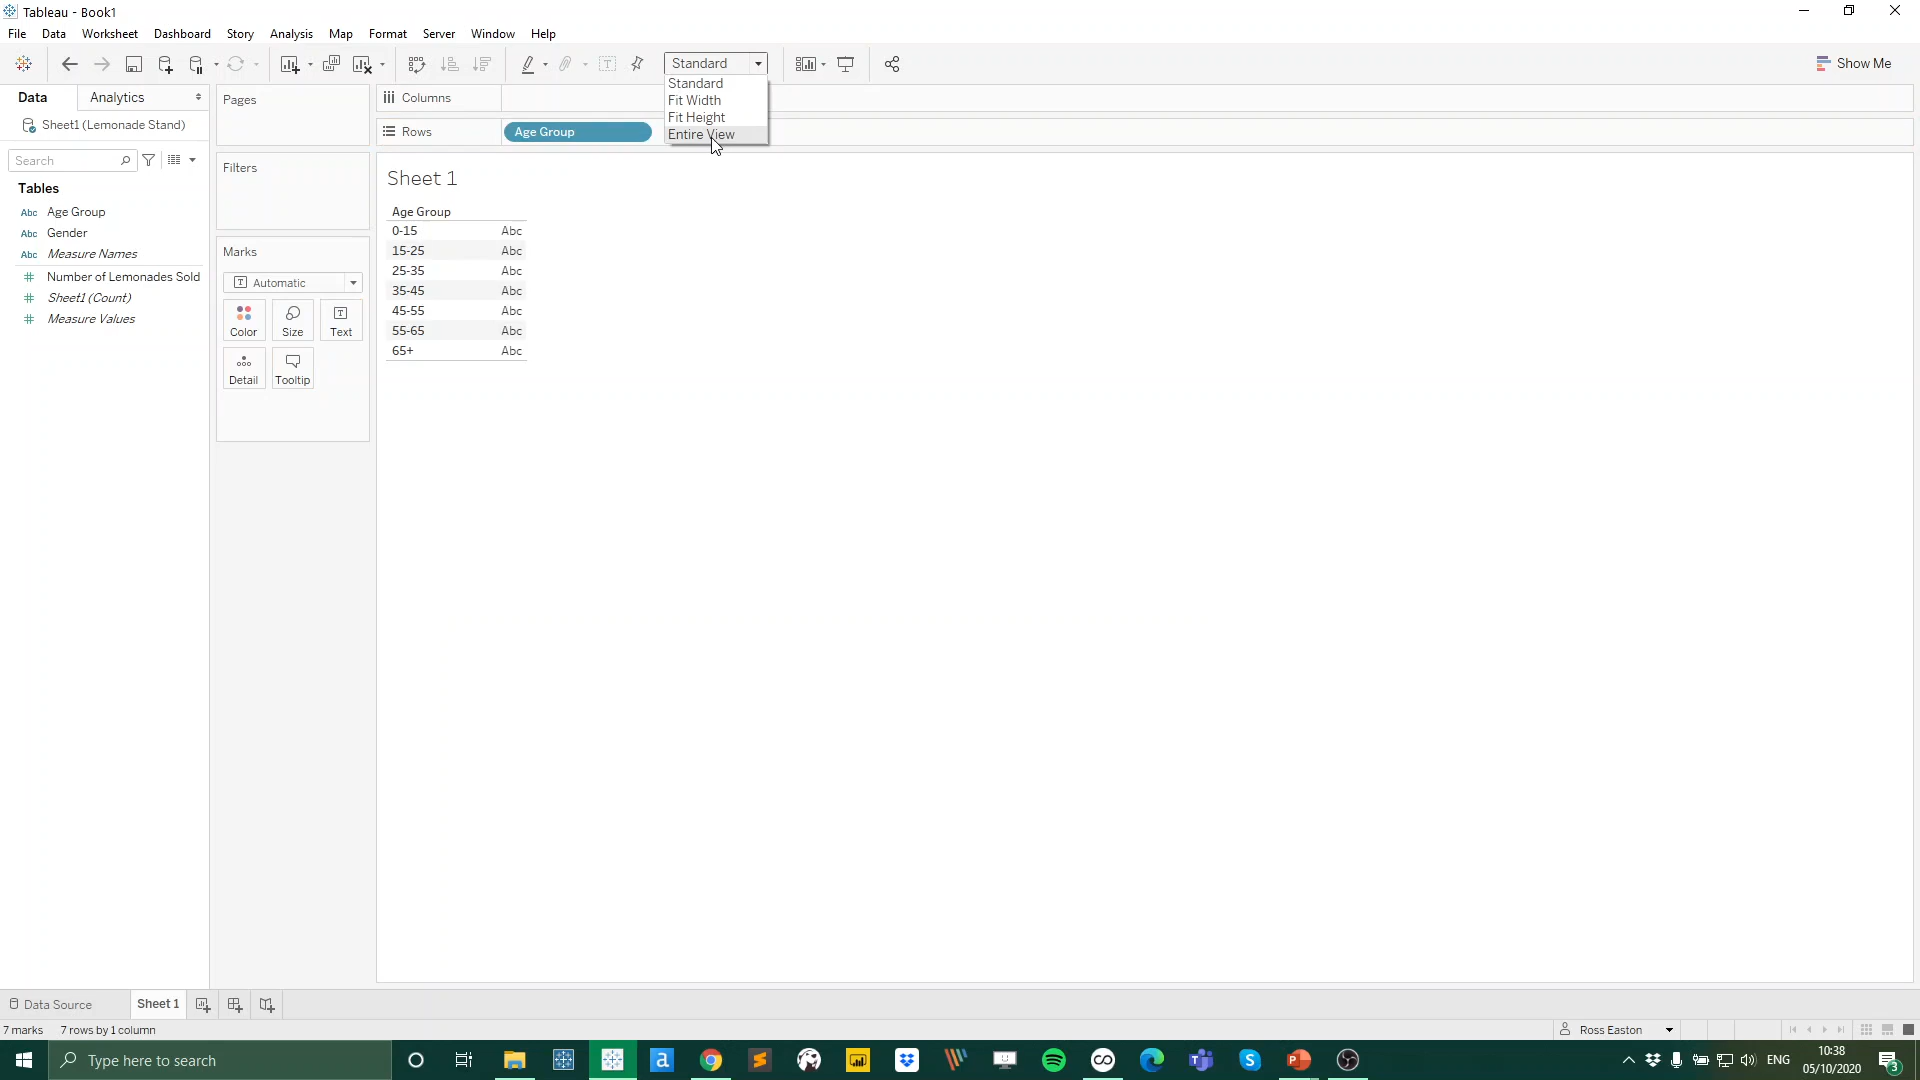 Tableau - Book1
File Data Worksheet Dashboard Story Analysis Map Format Server Window Help
Standard
Show Me
Standard
Fit Width
Fit Height
Entire View
Data Analytics
Pages
Columns
Rows
Age Group
Sheet1 (Lemonade Stand)
Search
Filters
Tables
Abc Age Group
Abc Gender
Abc Measure Names
Number of Lemonades Sold
Sheet1 (Count)
Measure Values
Marks
Automatic
Color Size Text
Detail Tooltip
Sheet 1
Age Group
0-15 Abc
15-25 Abc
25-35 Abc
35-45 Abc
45-55 Abc
55-65 Abc
65+ Abc
Data Source Sheet 1
7 marks 7 rows by 1 column
Ross Easton
Type here to search
ENG
10:38
05/10/2020
3